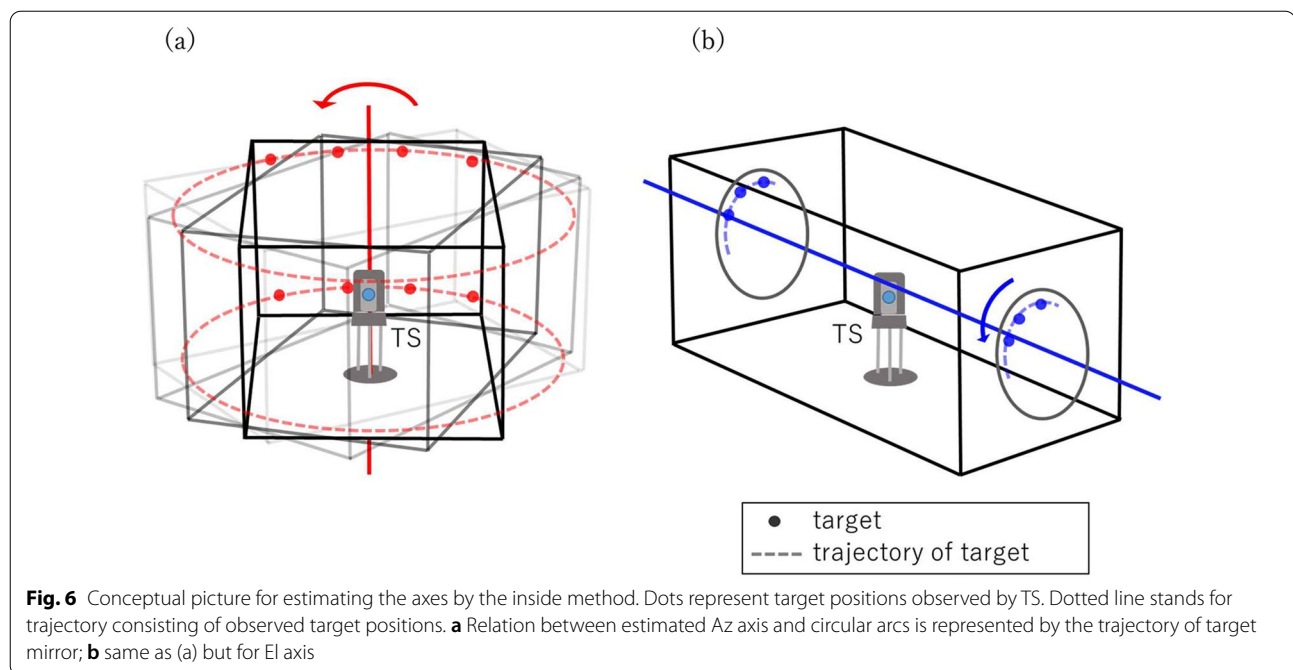 (a)
(b)
TS
TS
target
trajectory of target
Fig. 6 Conceptual picture for estimating the axes by the inside method. Dots represent target positions observed by TS. Dotted line stands for
trajectory consisting of observed target positions. a Relation between estimated Az axis and circular arcs is represented by the trajectory of target
mirror; b same as (a) but for El axis